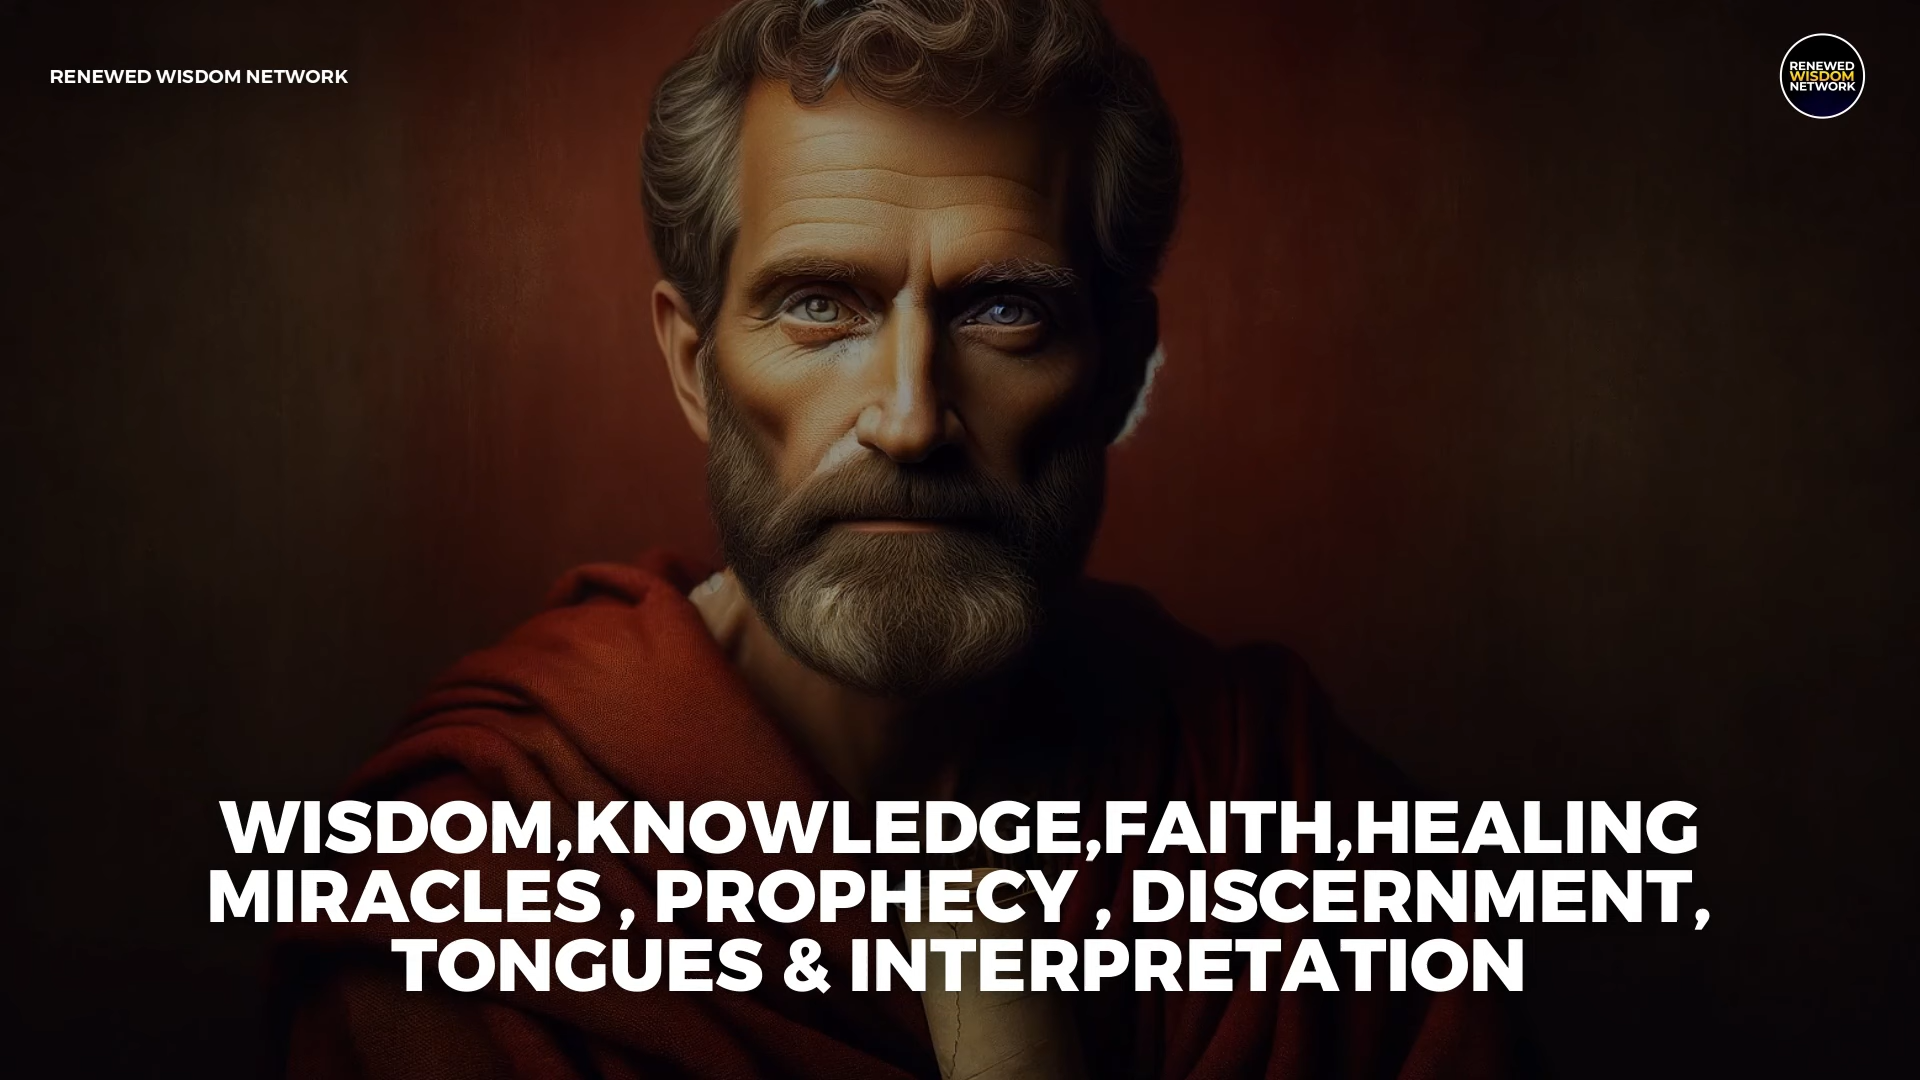 RENEWED WISDOM NETWORK
RENEWED
WISDOM
NETWORK
WISDOM,KNOWLEDGE,FAITH,HEALING
MIRACLES , PROPHECY , DISCERNMENT,
TONGUES & INTERPRETATION